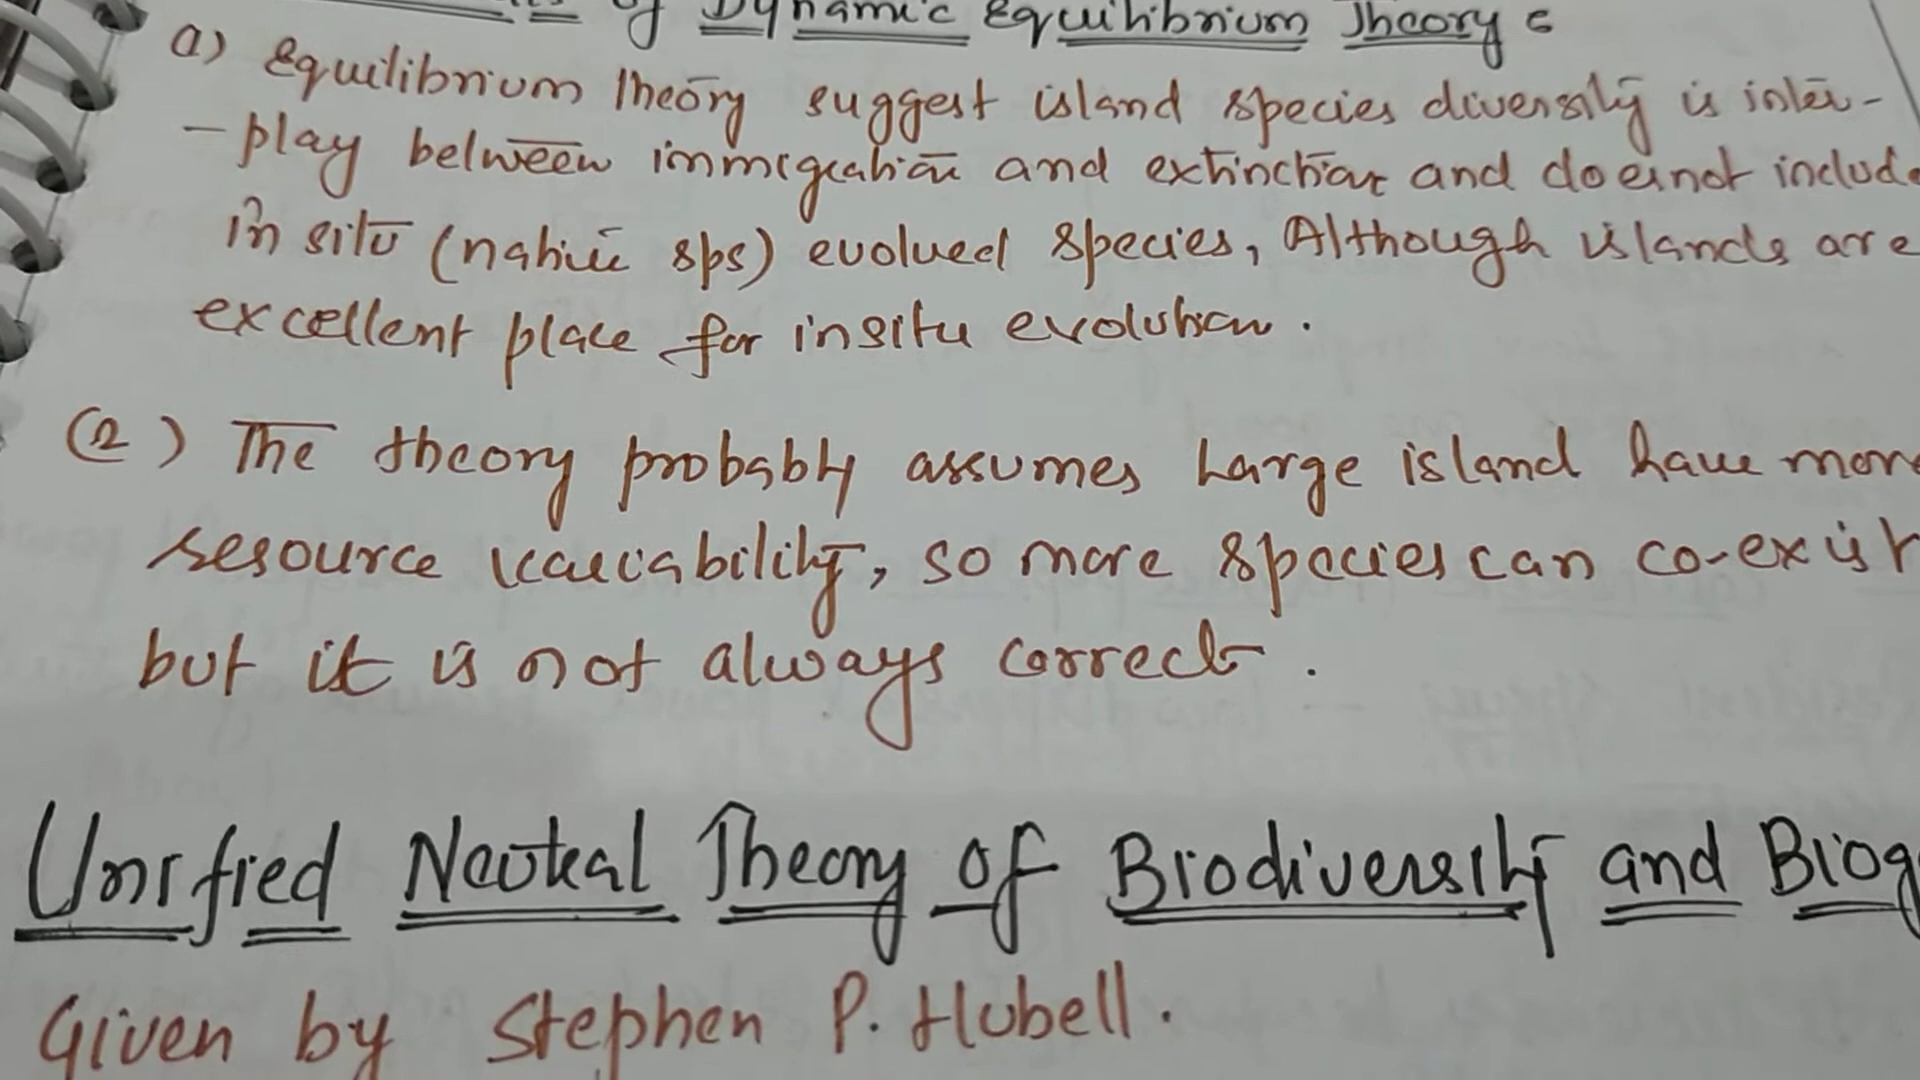 of Dynamic Equilibrium Theory :
a) Equilibrium Theory suggest island species diversity is inter-
-play between immigration and extinction and doesnot include
in situ (native sps) evolved species, Although islands are
excellent place for insitu evolution.
(2) The theory probably assumes Large island have more
resource variability, so more species can co-exist
but it is not always correct.
Unified Neutral Theory of Biodiversity and Biog
Given by Stephen P. Hubell.